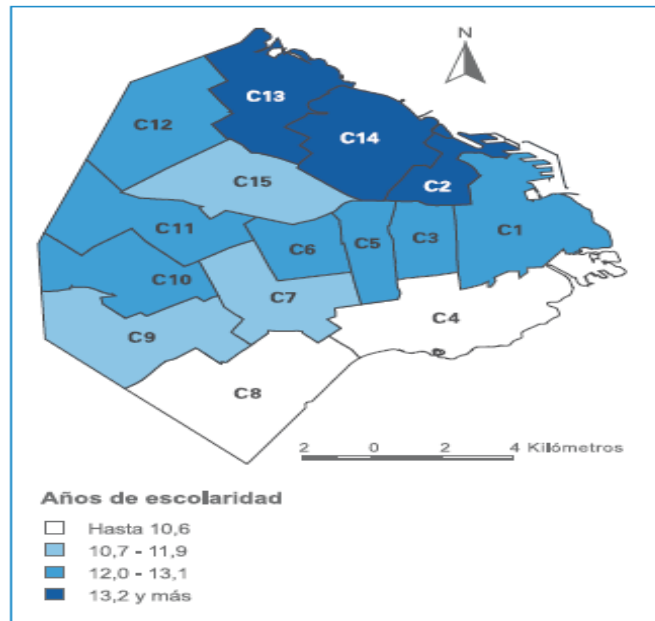 N
C13
C12
C14
C15
C2
C11
C6
C5
C3
C1
C10
C7
C9
C4
C8
2 0 2 4 Kilómetros
Años de escolaridad
Hasta 10,6
10,7 - 11,9
12,0 - 13,1
13,2 y más